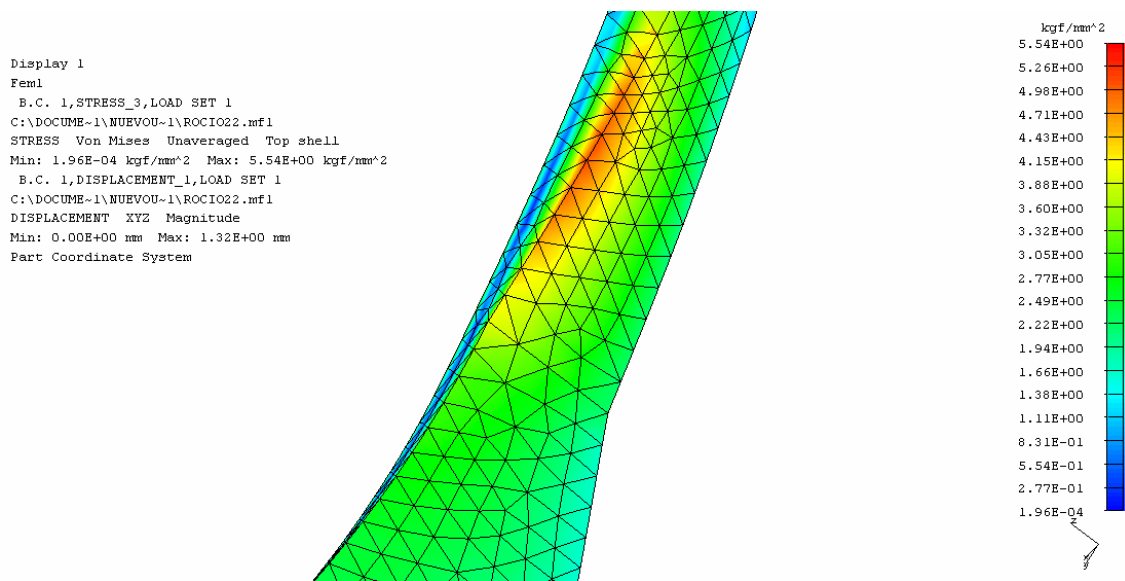 Display 1
Fem1
B.C. 1,STRESS_3,LOAD SET 1
C:\DOCUME~1\NUEVOU~1\ROCIO22.mf1
STRESS Von Mises Unaveraged Top shell
Min: 1.96E-04 kgf/mm^2 Max: 5.54E+00 kgf/mm^2
B.C. 1,DISPLACEMENT_1,LOAD SET 1
C:\DOCUME~1\NUEVOU~1\ROCIO22.mf1
DISPLACEMENT XYZ Magnitude
Min: 0.00E+00 mm Max: 1.32E+00 mm
Part Coordinate System
kgf/mm^2
5.54E+00
5.26E+00
4.98E+00
4.71E+00
4.43E+00
4.15E+00
3.88E+00
3.60E+00
3.32E+00
3.05E+00
2.77E+00
2.49E+00
2.22E+00
1.94E+00
1.66E+00
1.38E+00
1.11E+00
8.31E-01
5.54E-01
2.77E-01
1.96E-04
Z